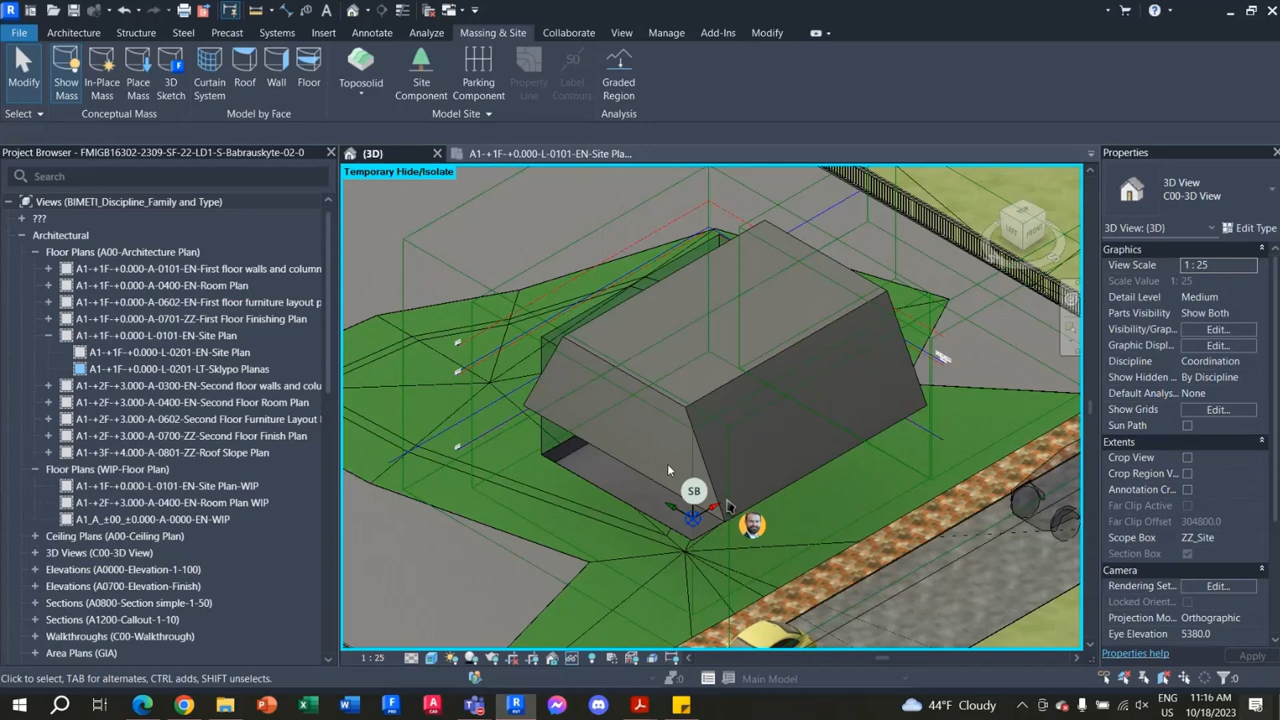 File
Architecture
Structure
Steel
Precast
Systems
Insert
Annotate
Analyze
Massing & Site
Collaborate
View
Manage
Add-Ins
Modify
Modify
Show Mass
In-Place Mass
Place Mass
3D Sketch
Curtain System
Roof
Wall
Floor
Toposolid
Site Component
Parking Component
Property Line
Label Contours
Graded Region
Select
Conceptual Mass
Model by Face
Model Site
Analysis
Project Browser - FMIGB16302-2309-SF-22-LD1-S-Babrauskyte-02-0
(3D)
A1-+1F-+0.000-L-0101-EN-Site Pla...
Properties
Search
Views (BIMETI_Discipline_Family and Type)
???
Architectural
Floor Plans (A00-Architecture Plan)
A1-+1F-+0.000-A-0101-EN-First floor walls and column
A1-+1F-+0.000-A-0400-EN-Room Plan
A1-+1F-+0.000-A-0602-EN-First floor furniture layout p
A1-+1F-+0.000-A-0701-ZZ-First Floor Finishing Plan
A1-+1F-+0.000-L-0101-EN-Site Plan
A1-+1F-+0.000-L-0201-EN-Site Plan
A1-+1F-+0.000-L-0201-LT-Sklypo Planas
A1-+2F-+3.000-A-0300-EN-Second floor walls and co
A1-+2F-+3.000-A-0400-EN-Second Floor Room Plan
A1-+2F-+3.000-A-0602-EN-Second Floor Furniture Layout
A1-+2F-+3.000-A-0700-ZZ-Second Floor Finish Plan
A1-+3F-+4.000-A-0801-ZZ-Roof Slope Plan
Floor Plans (WIP-Floor Plan)
A1-+1F-+0.000-L-0101-EN-Site Plan-WIP
A1-+2F-+3.000-A-0400-EN-Room Plan WIP
A1_A_±00_±0.000-A-0000-EN-WIP
Ceiling Plans (A00-Ceiling Plan)
3D Views (C00-3D View)
Elevations (A0000-Elevation-1-100)
Elevations (A0700-Elevation-Finish)
Sections (A0800-Section simple-1-50)
Sections (A1200-Callout-1-10)
Walkthroughs (C00-Walkthrough)
Area Plans (GIA)
Temporary Hide/Isolate
TOP
LEFT
FRONT
SB
3D View
C00-3D View
3D View: (3D)
Edit Type
Graphics
View Scale 1 : 25
Scale Value 1: 25
Detail Level Medium
Parts Visibility Show Both
Visibility/Grap... Edit...
Graphic Displ... Edit...
Discipline Coordination
Show Hidden ... By Discipline
Default Analys... None
Show Grids Edit...
Sun Path
Extents
Crop View
Crop Region V...
Annotation Cr...
Far Clip Active
Far Clip Offset 304800.0
Scope Box ZZ_Site
Section Box
Camera
Rendering Set... Edit...
Locked Orient...
Projection Mo... Orthographic
Eye Elevation 5380.0
Properties help
Apply
1 : 25
Click to select, TAB for alternates, CTRL adds, SHIFT unselects.
:0
Main Model
:0
44°F Cloudy
ENG
US
11:16 AM
10/18/2023